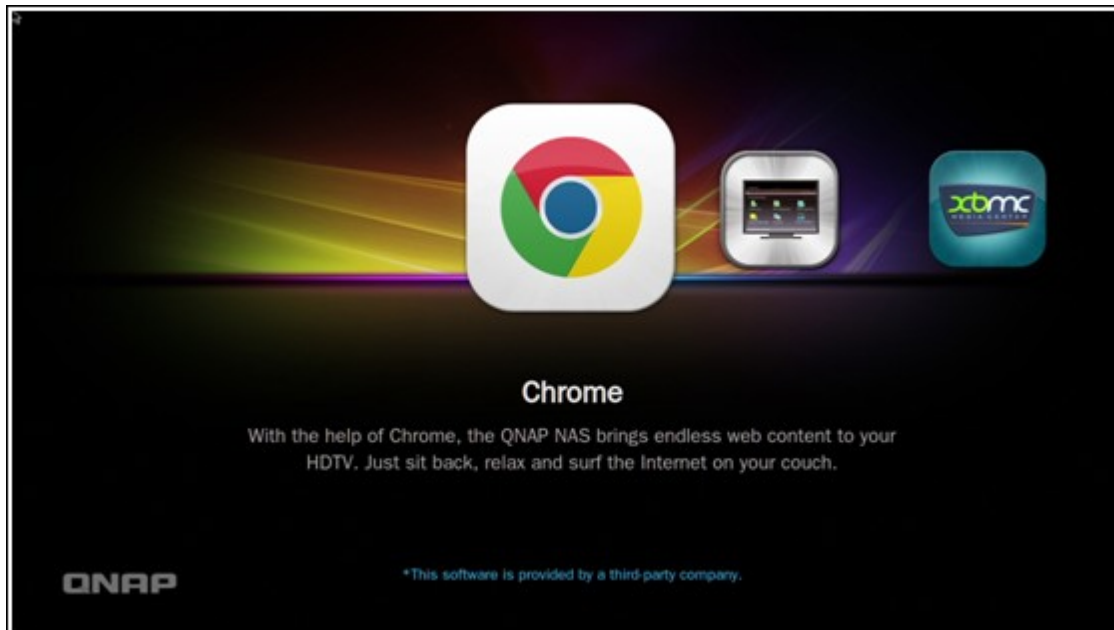 xbmc
MEDIA CENTER
Chrome
With the help of Chrome, the QNAP NAS brings endless web content to your
HDTV. Just sit back, relax and surf the Internet on your couch.
*This software is provided by a third-party company.
QNAP